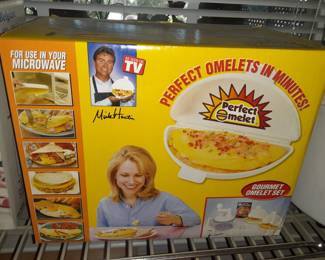 FOR USE IN YOUR
MICROWAVE
AS SEEN ON
TV
PERFECT OMELETS IN MINUTES!
Perfect
Omelet
GOURMET
OMELET SET